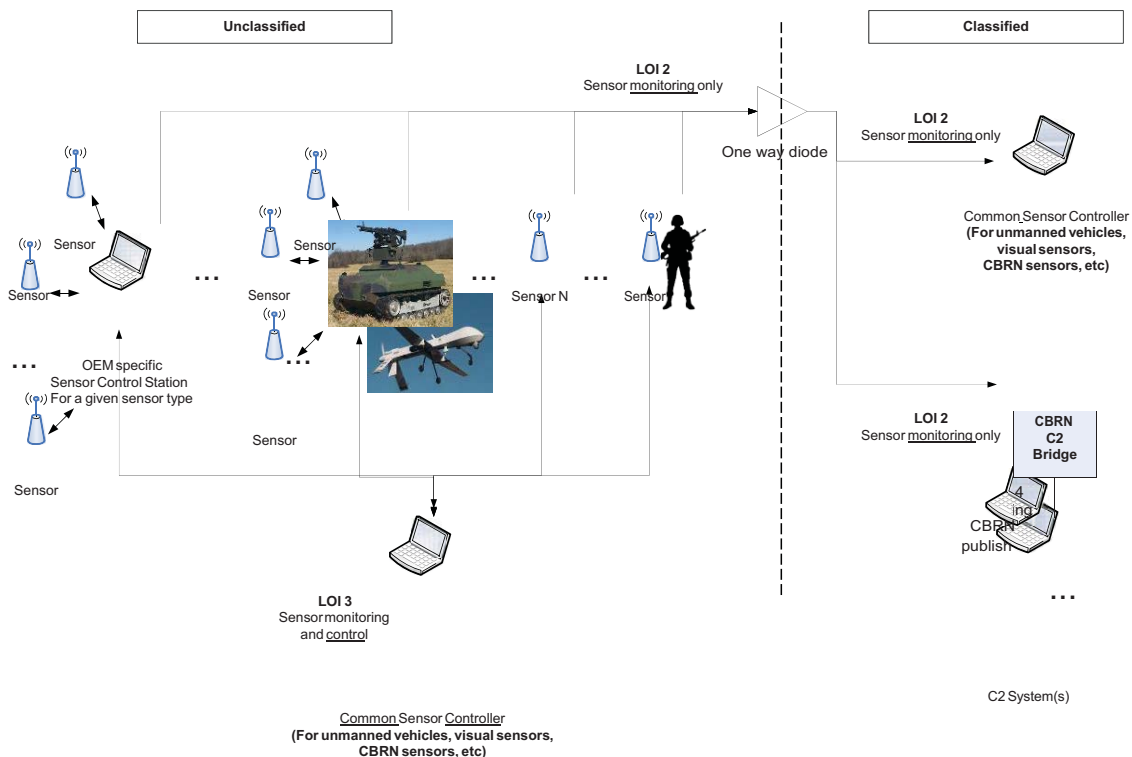 Unclassified
Classified
LOI 2
Sensor monitoring only
One way diode
LOI 2
Sensor monitoring only
Common Sensor Controller
(For unmanned vehicles,
visual sensors,
CBRN sensors, etc)
Sensor
Sensor
...
OEM specific
Sensor Control Station
For a given sensor type
Sensor
...
Sensor
Sensor
...
Sensor
...
Sensor N
...
Sensor
LOI 2
Sensor monitoring only
CBRN
C2
Bridge
4
ing
CBRN
publish
...
C2 System(s)
LOI 3
Sensor monitoring
and control
Common Sensor Controller
(For unmanned vehicles, visual sensors,
CBRN sensors, etc)